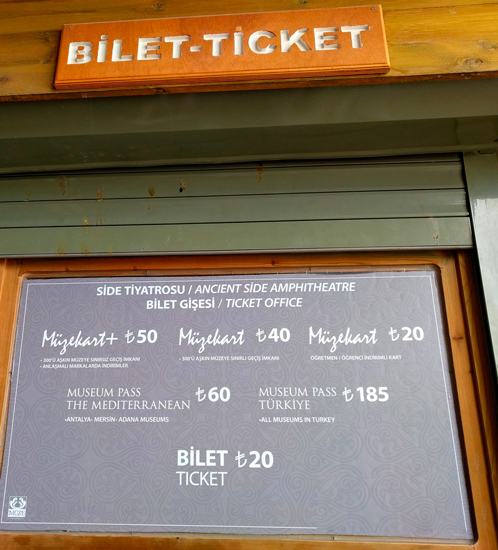 BİLET-TİCKET
SİDE TİYATROSU / ANCIENT SIDE AMPHITHEATRE
BİLET GİŞESİ / TICKET OFFICE
Müzekart+ ₺50
• 300'Ü AŞKIN MÜZEYE SINIRSIZ GEÇİŞ İMKANI
• ANLAŞMALI MARKALARDA İNDİRİMLER
Müzekart ₺40
• 300'Ü AŞKIN MÜZEYE SINIRLI GEÇİŞ İMKANI
Müzekart ₺20
ÖĞRETMEN / ÖĞRENCİ İNDİRİMLİ KART
MUSEUM PASS
THE MEDITERRANEAN ₺60
•ANTALYA- MERSİN- ADANA MUSEUMS
MUSEUM PASS
TÜRKİYE ₺185
•ALL MUSEUMS IN TURKEY
BİLET ₺20
TICKET